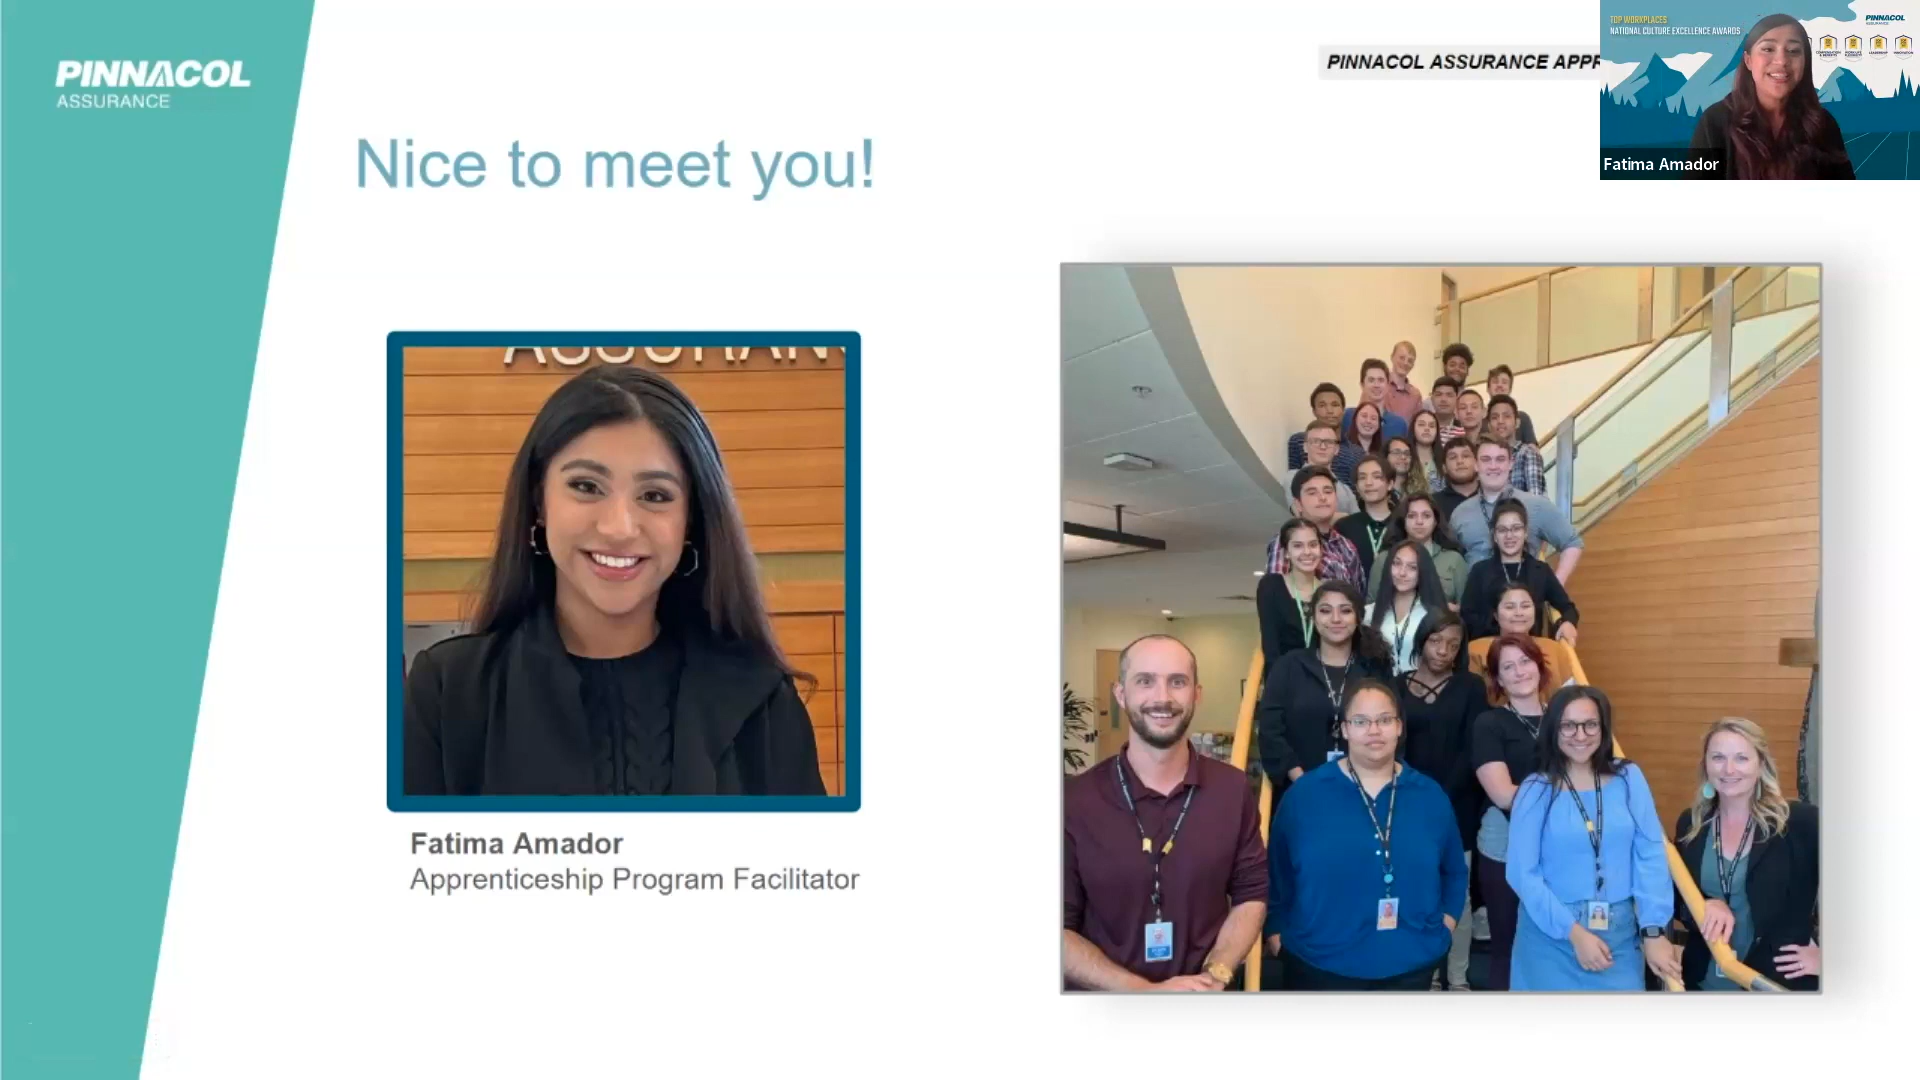 PINNACOL
ASSURANCE
PINNACOL ASSURANCE APPR
TOP WORKPLACES
NATIONAL CULTURE EXCELLENCE AWARDS
PINNACOL
ASSURANCE
Fatima Amador
Nice to meet you!
Fatima Amador
Apprenticeship Program Facilitator